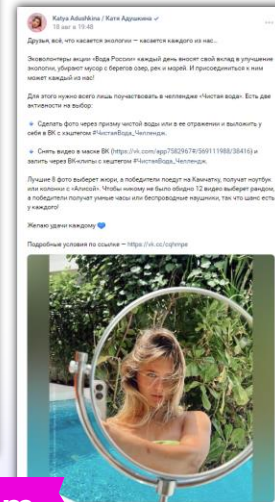 Katya Adushkina / Катя Адушкина
18 авг в 19:48
Друзья, всё, что касается экологии — касается каждого из нас...
Эковолонтеры акции «Вода России» каждый день вносят свой вклад в улучшение
экологии, убирают мусор с берегов озер, рек и морей. И присоединиться к ним
может каждый из нас!
Для этого нужно всего лишь поучаствовать в челлендже «Чистая вода». Есть две
активности на выбор:
Сделать фото через призму чистой воды или в ее отражении и выложить у
себя в ВК с хэштегом #ЧистаяВода_Челлендж.
Снять видео в маске ВК (https://vk.com/app7582967#/569111988/38416) и
залить через ВК-клипы с хештегом #ЧистаяВода_Челлендж.
Лучшие 8 фото выберет жюри, а победители поедут на Камчатку, получат ноутбук
или колонки с «Алисой». Чтобы никому не было обидно 12 видео выберет рандом,
а победители получат умные часы или беспроводные наушники, так что шанс есть
у каждого!
Желаю удачи каждому
Подробные условия по ссылке — https://vk.cc/cqhmpe